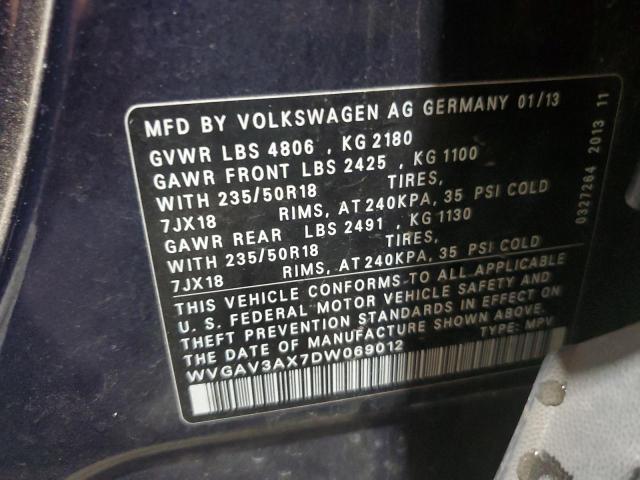 MFD BY VOLKSWAGEN AG GERMANY 01/13
GVWR LBS 4806 , KG 2180
GAWR FRONT LBS 2425 , KG 1100
WITH 235/50R18 TIRES,
7JX18 RIMS, AT 240KPA, 35 PSI COLD
GAWR REAR LBS 2491 , KG 1130
WITH 235/50R18 TIRES,
7JX18 RIMS, AT 240KPA, 35 PSI COLD
THIS VEHICLE CONFORMS TO ALL APPLICABLE
U. S. FEDERAL MOTOR VEHICLE SAFETY AND
THEFT PREVENTION STANDARDS IN EFFECT ON
THE DATE OF MANUFACTURE SHOWN ABOVE.
WVGAV3AX7DW069012 TYPE: MPV
0327264 2013 11